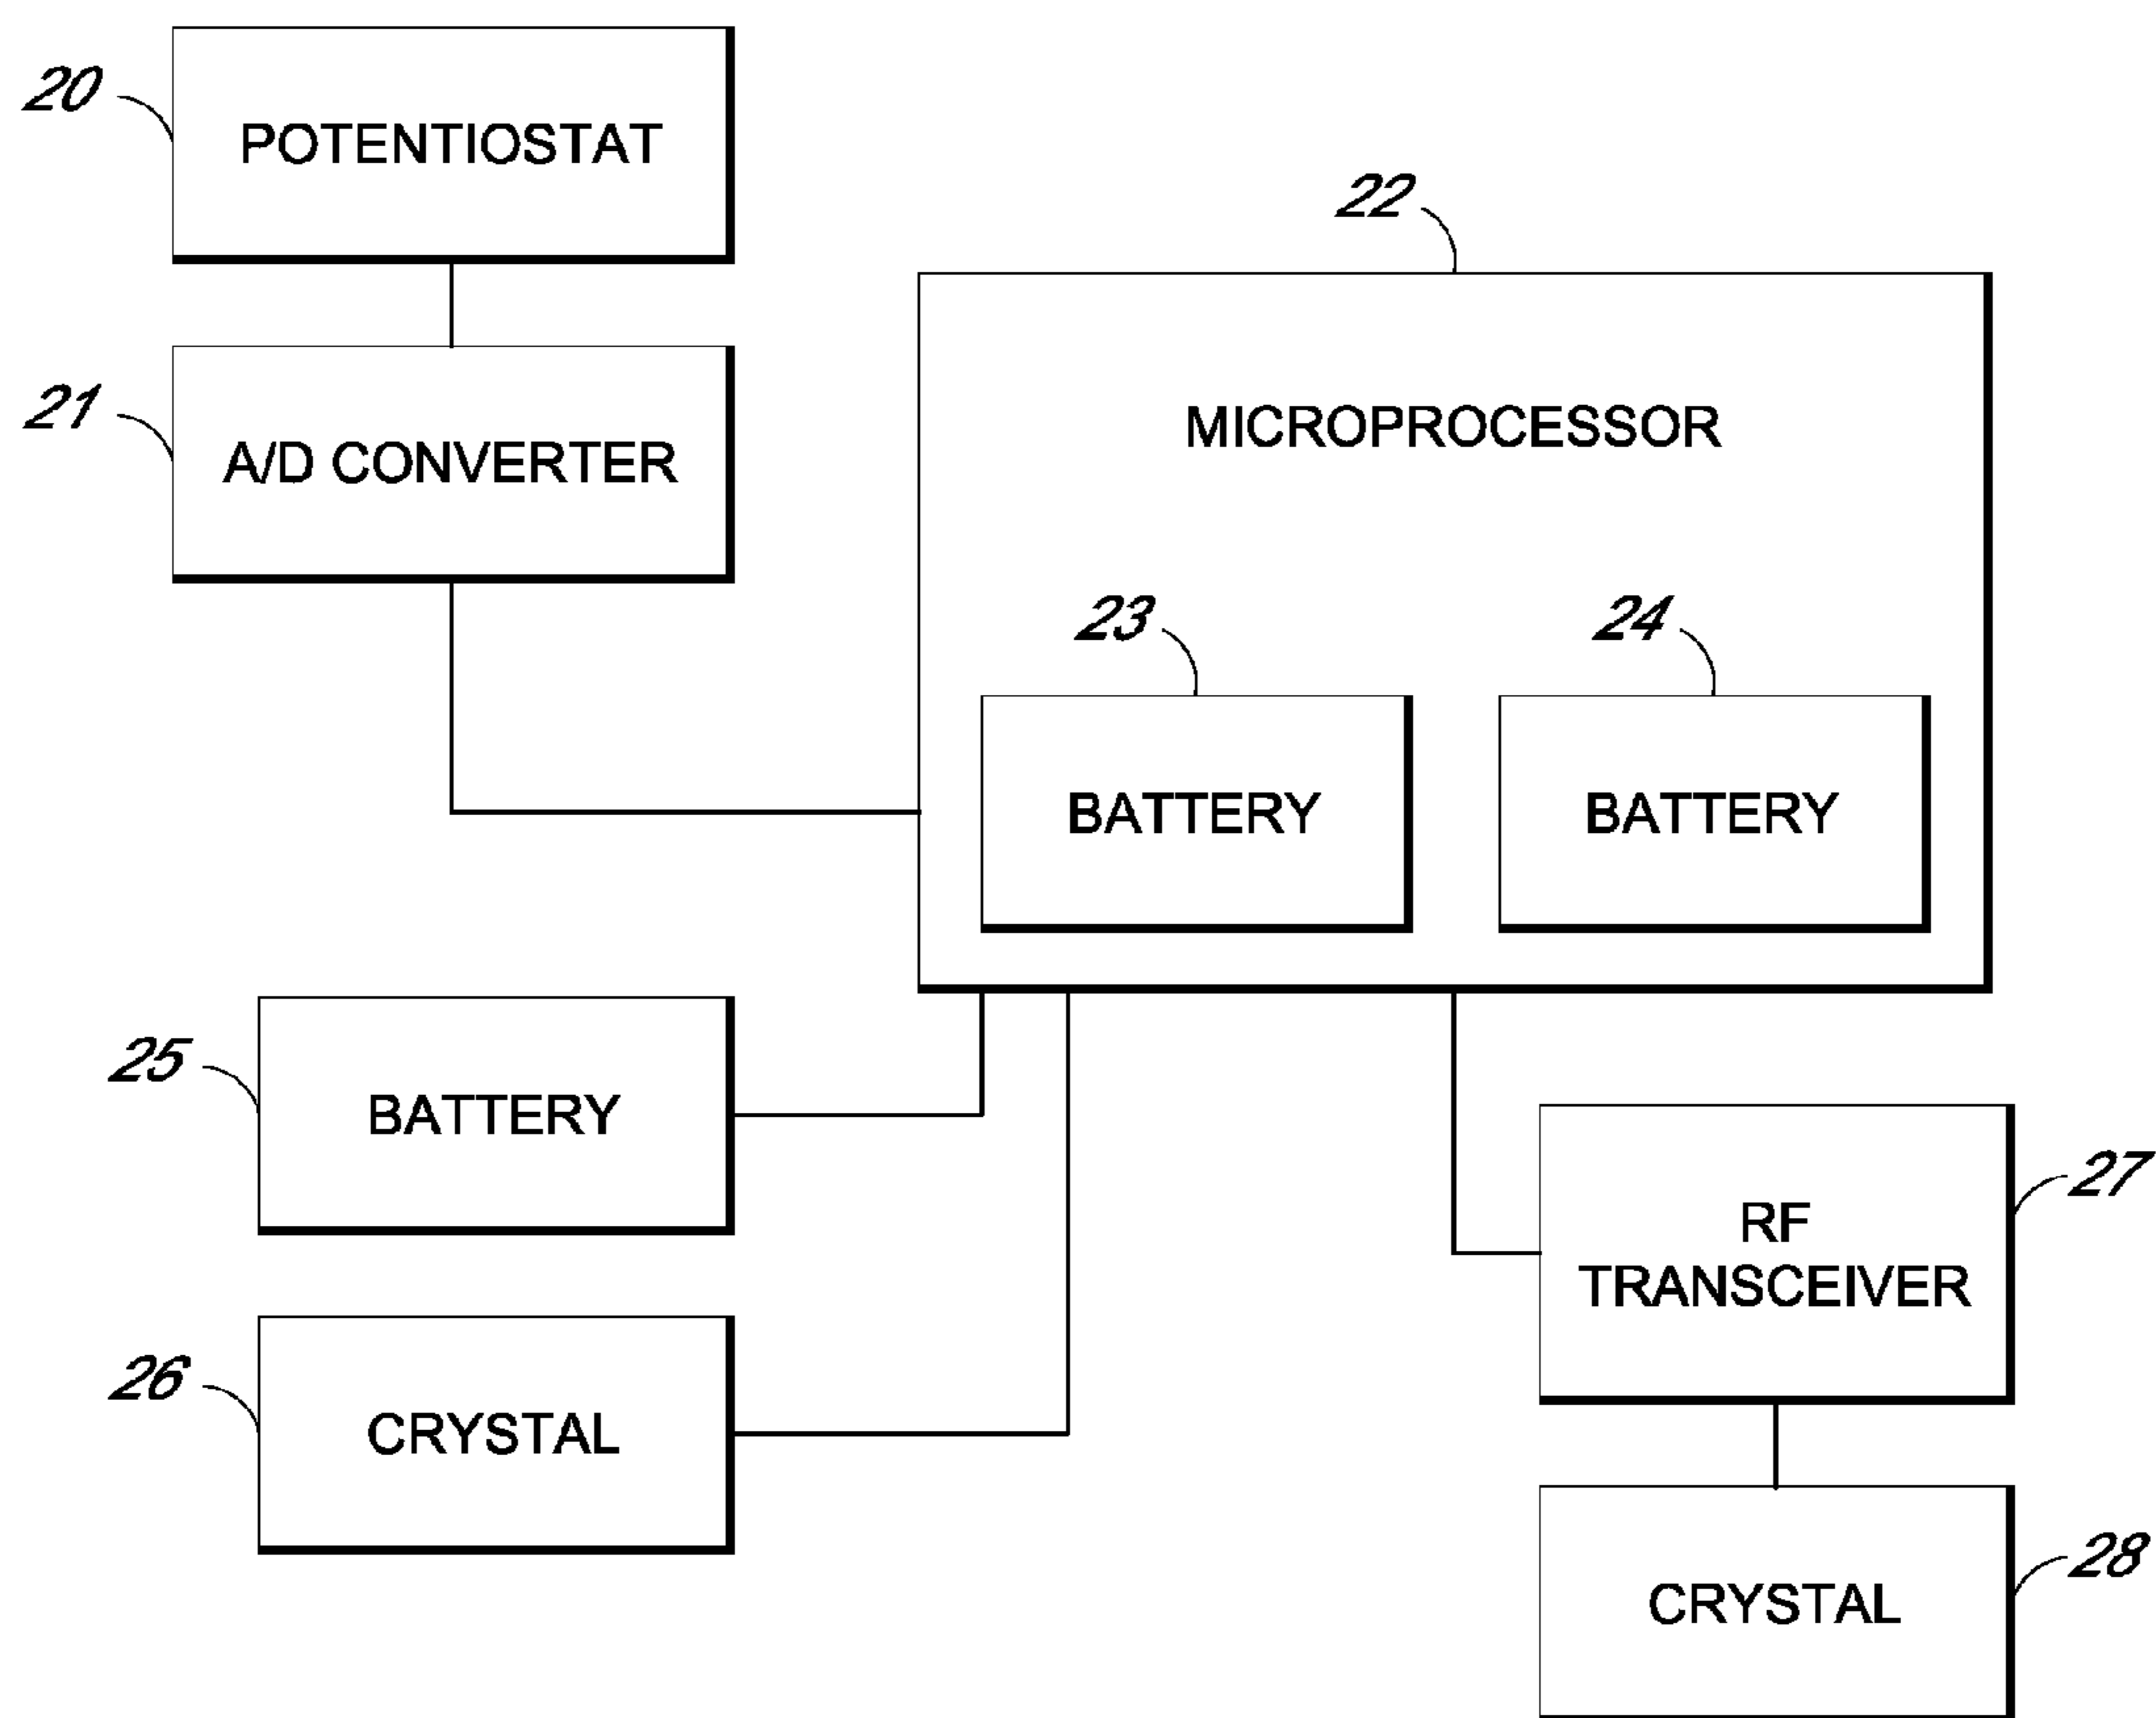 20
POTENTIOSTAT
22
21
A/D CONVERTER
MICROPROCESSOR
23
24
BATTERY
BATTERY
25
BATTERY
27
RF
TRANSCEIVER
26
CRYSTAL
28
CRYSTAL